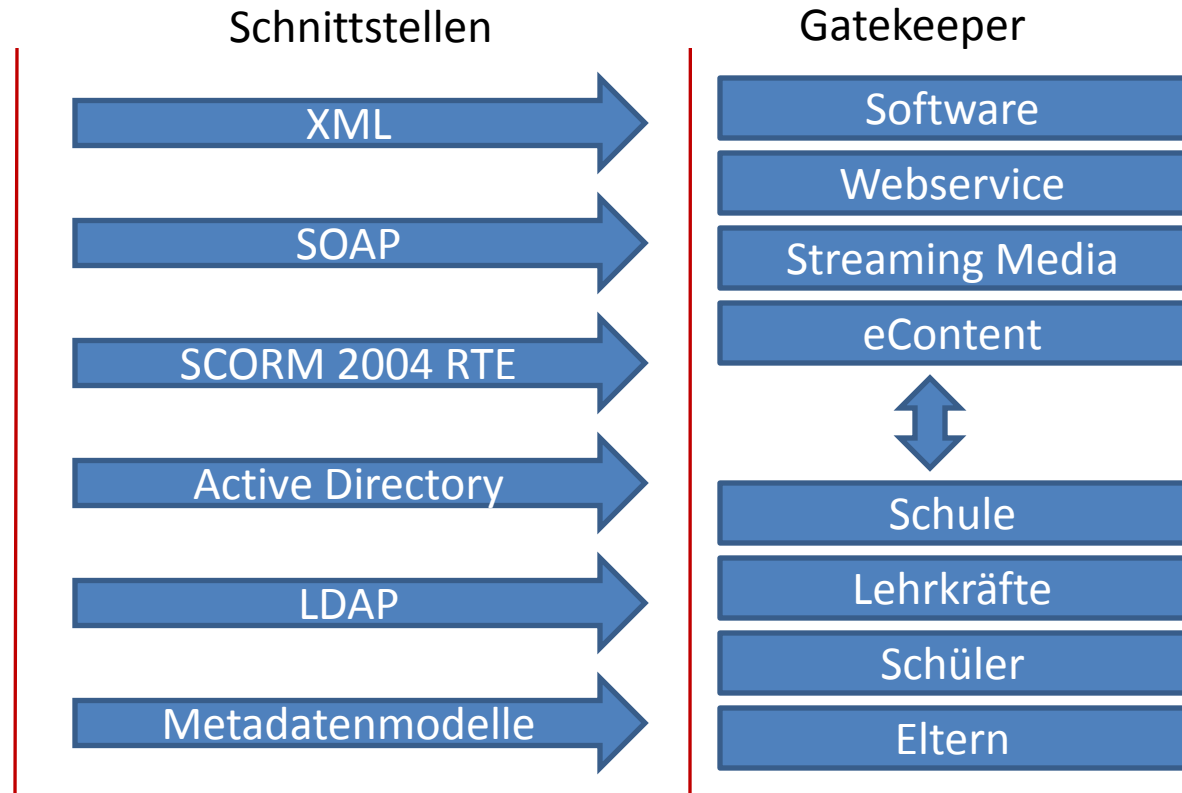 Schnittstellen
XML
SOAP
SCORM 2004 RTE
Active Directory
LDAP
Metadatenmodelle
Gatekeeper
Software
Webservice
Streaming Media
eContent
Schule
Lehrkräfte
Schüler
Eltern